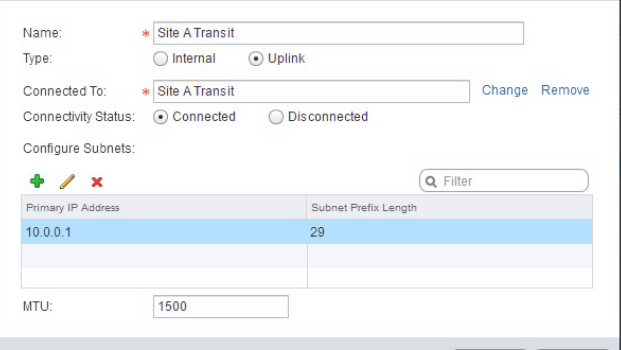 Name: * Site A Transit
Type: Internal Uplink
Connected To: * Site A Transit Change Remove
Connectivity Status: Connected Disconnected
Configure Subnets:
Filter
Primary IP Address Subnet Prefix Length
10.0.0.1 29
MTU: 1500